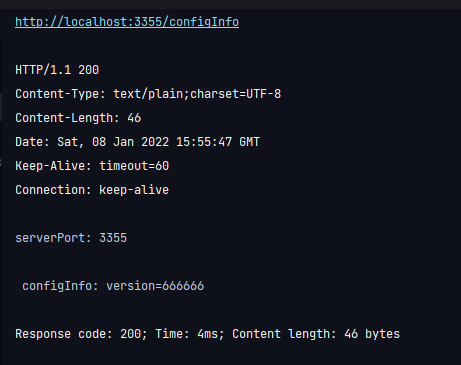 http://localhost:3355/configInfo
HTTP/1.1 200
Content-Type: text/plain;charset=UTF-8
Content-Length: 46
Date: Sat, 08 Jan 2022 15:55:47 GMT
Keep-Alive: timeout=60
Connection: keep-alive
serverPort: 3355
configInfo: version=666666
Response code: 200; Time: 4ms; Content length: 46 bytes